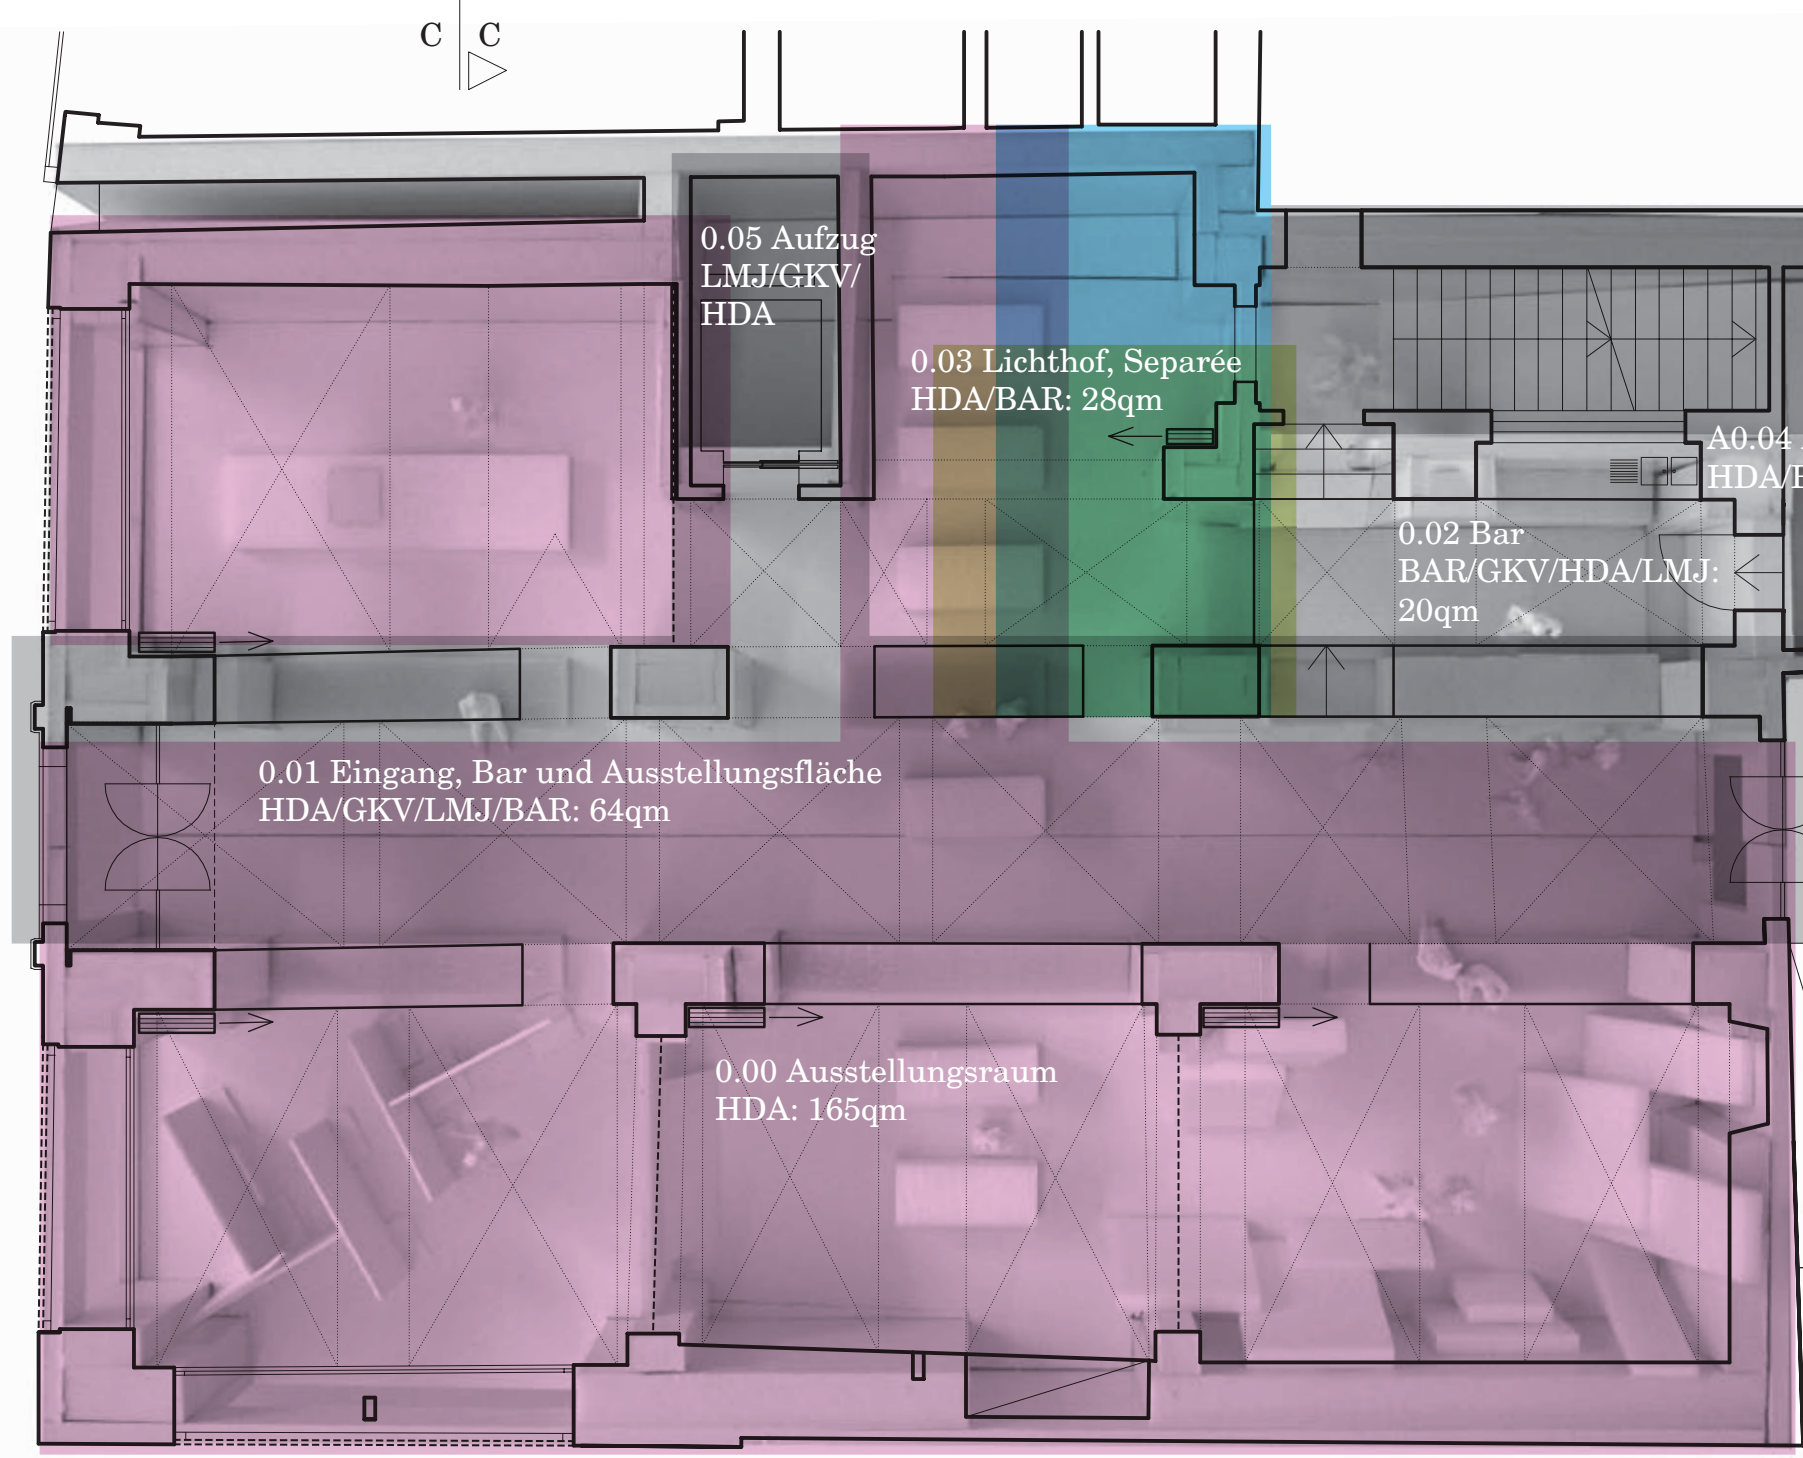 C C
0.05 Aufzug
LMJ/GKV/
HDA
0.03 Lichthof, Separée
HDA/BAR: 28qm
A0.04
HDA/
0.02 Bar
BAR/GKV/HDA/LMJ:
20qm
0.01 Eingang, Bar und Ausstellungsfläche
HDA/GKV/LMJ/BAR: 64qm
0.00 Ausstellungsraum
HDA: 165qm